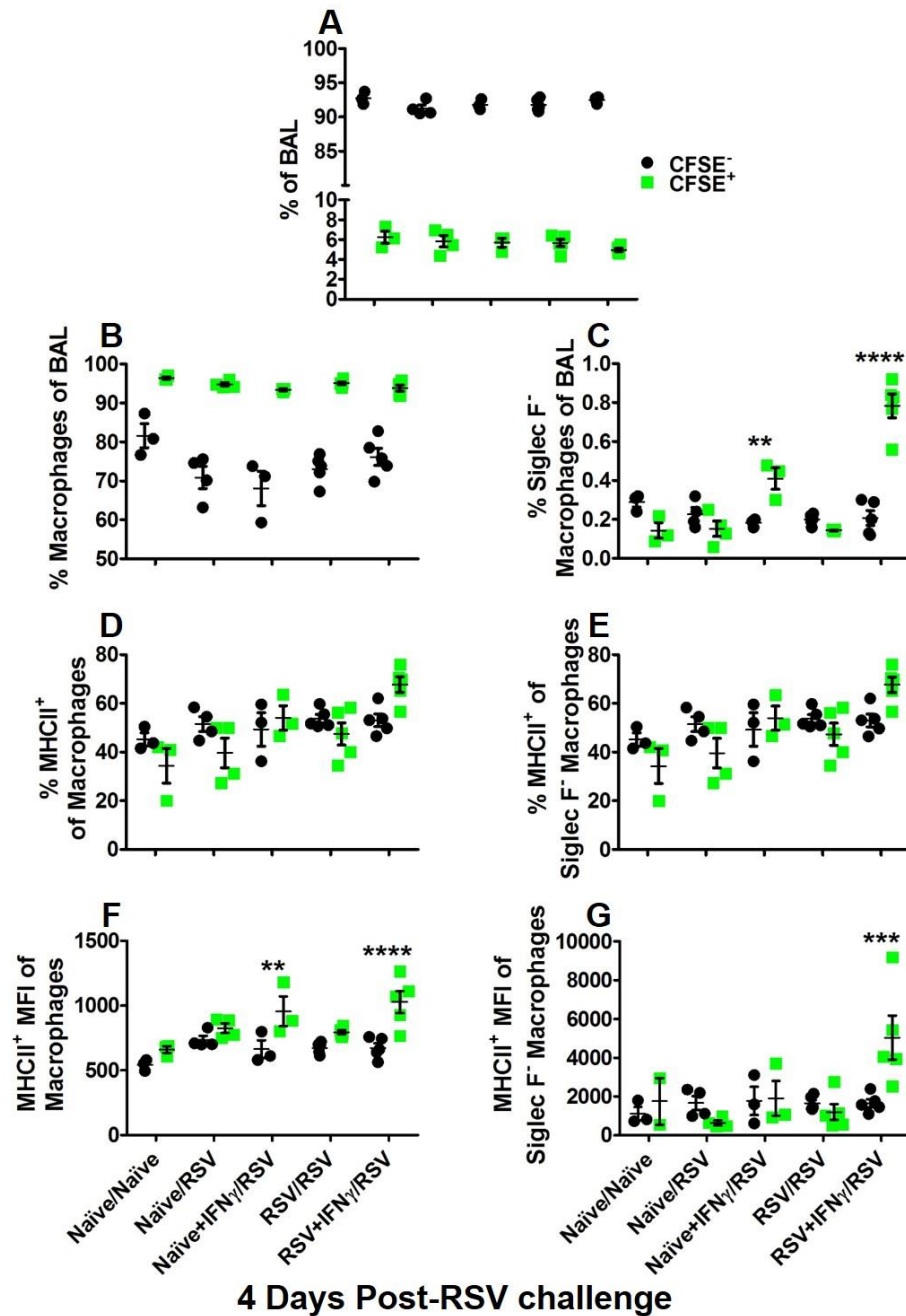 A
% of BAL
100
95
90
85
10
8
6
4
2
0
CFSE⁻
CFSE⁺
B
% Macrophages of BAL
100
90
80
70
60
50
C
% Siglec F⁻
Macrophages of BAL
1.0
0.8
0.6
0.4
0.2
0.0
**
****
D
% MHCII⁺
of Macrophages
80
60
40
20
0
E
% MHCII⁺ of
Siglec F⁻ Macrophages
80
60
40
20
0
F
MHCII⁺ MFI of
Macrophages
1500
1000
500
0
**
****
Naïve/Naïve
Naïve/RSV
Naïve+IFNγ/RSV
RSV/RSV
RSV+IFNγ/RSV
G
MHCII⁺ MFI of
Siglec F⁻ Macrophages
10000
8000
6000
4000
2000
0
***
Naïve/Naïve
Naïve/RSV
Naïve+IFNγ/RSV
RSV/RSV
RSV+IFNγ/RSV
4 Days Post-RSV challenge